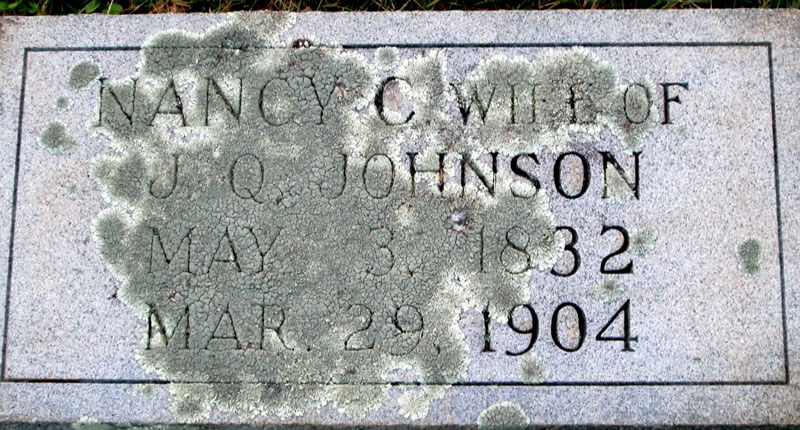 NANCY C. WIFE OF
J. Q. JOHNSON
MAY 3, 1832
MAR. 29, 1904